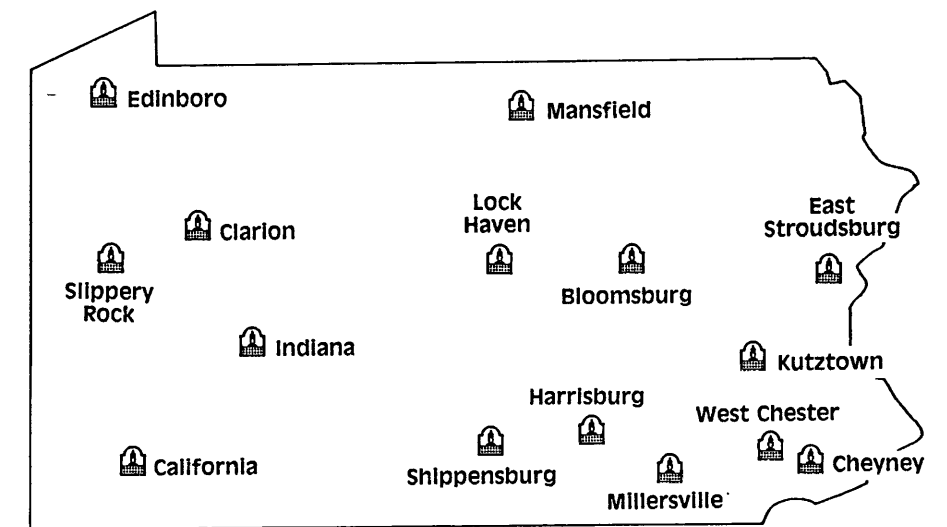 Edinboro
Mansfield
Lock
Haven
East
Stroudsburg
Clarion
Slippery
Rock
Bloomsburg
Indiana
Kutztown
Harrisburg
West Chester
California
Shippensburg
Cheyney
Millersville